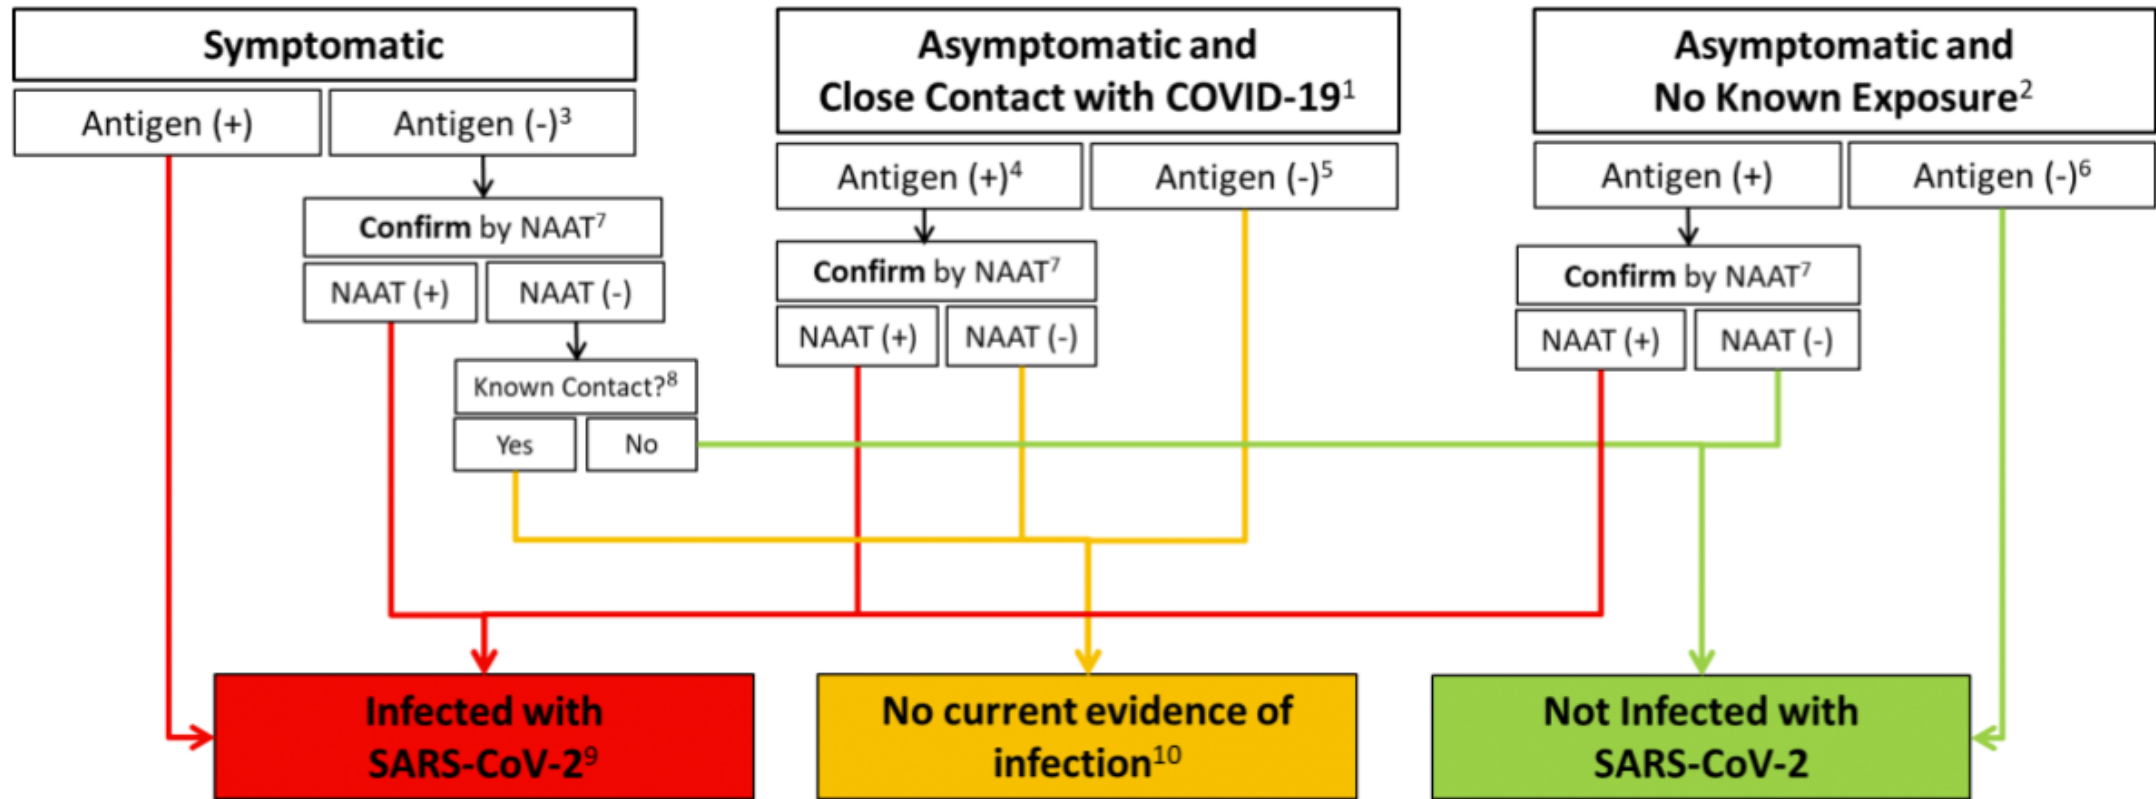 Symptomatic
Antigen (+)
Antigen (-)3
Confirm by NAAT7
NAAT (+)
NAAT (-)
Known Contact?8
Yes
No
Asymptomatic and
Close Contact with COVID-191
Antigen (+)4
Antigen (-)5
Confirm by NAAT7
NAAT (+)
NAAT (-)
Asymptomatic and
No Known Exposure2
Antigen (+)
Antigen (-)6
Confirm by NAAT7
NAAT (+)
NAAT (-)
Infected with
SARS-CoV-29
No current evidence of
infection10
Not Infected with
SARS-CoV-2